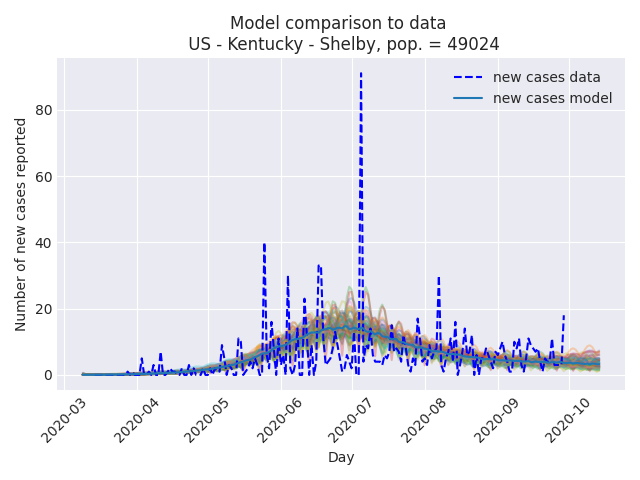 Model comparison to data
US - Kentucky - Shelby, pop. = 49024
new cases data
new cases model
Number of new cases reported
80
60
40
20
0
2020-03
2020-04
2020-05
2020-06
2020-07
2020-08
2020-09
2020-10
Day